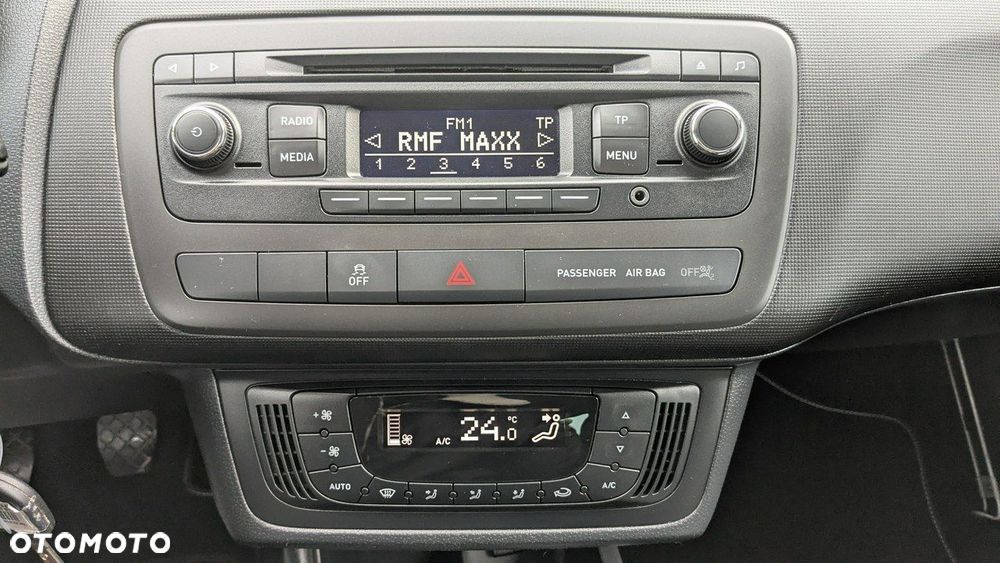 RADIO
MEDIA
FM1 TP
RMF MAXX
1 2 3 4 5 6
TP
MENU
OFF
PASSENGER AIR BAG OFF
A/C 24.0 °C
AUTO
A/C
OTOMOTO